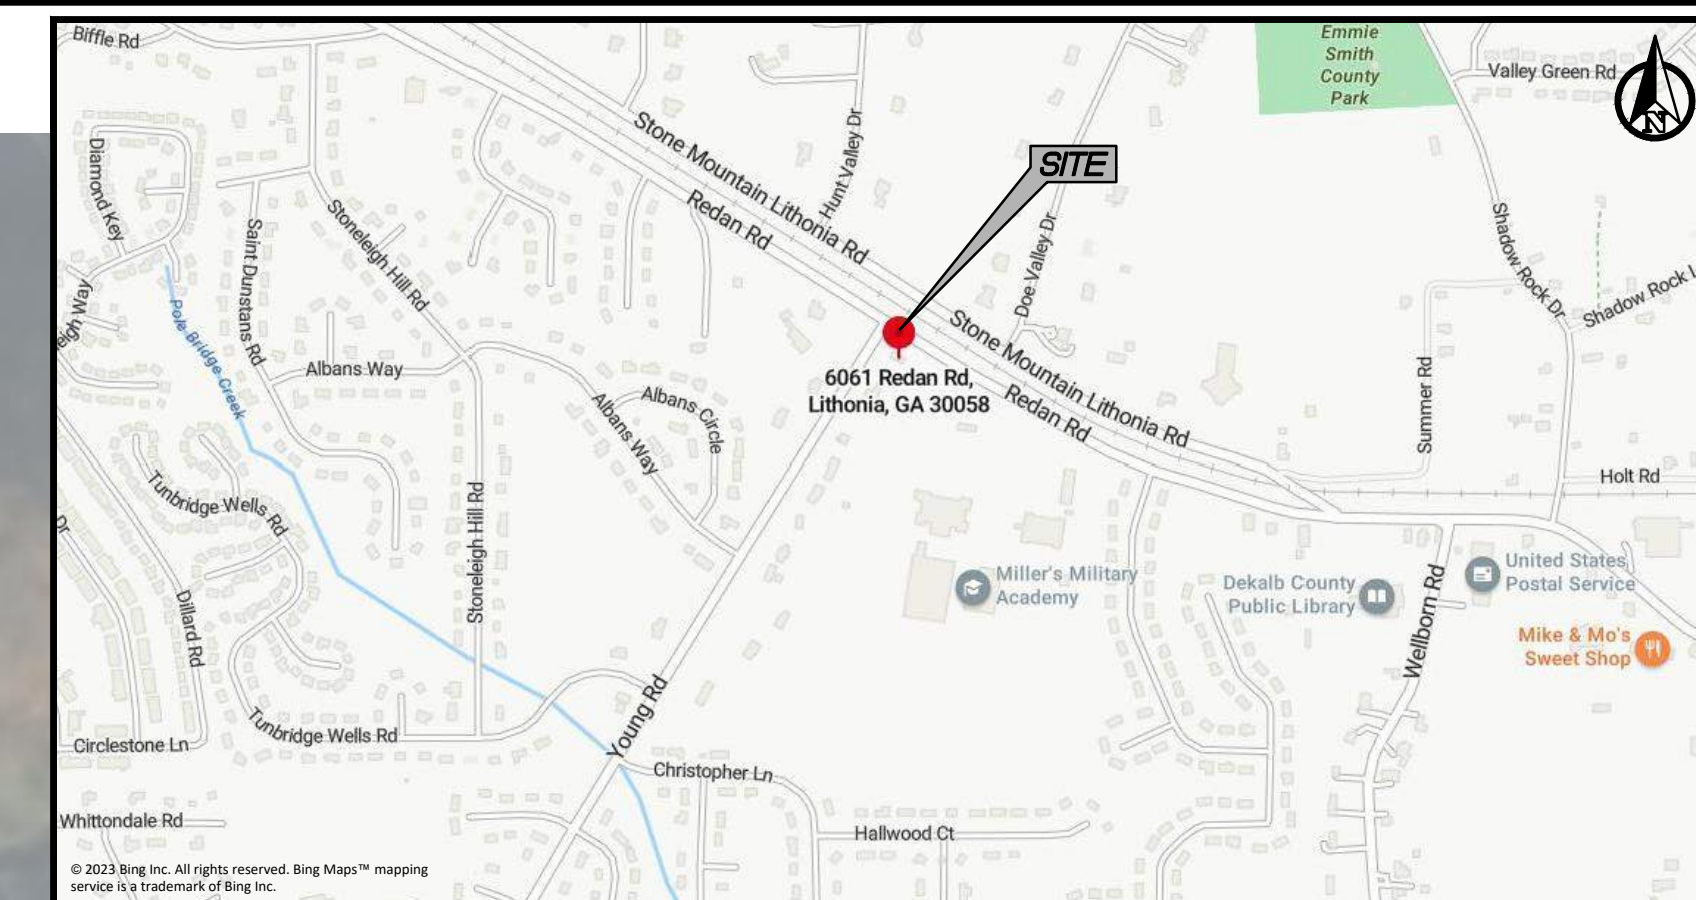 Biffle Rd
Emmie
Smith
County
Park
Valley Green Rd
N
Stone Mountain Lithonia Rd
Hunt Valley Dr
SITE
Diamond Key
Redan Rd
Stoneleigh Hill Rd
Saint Dunstans Rd
Doe Valley Dr
Shadow Rock Dr
Shadow Rock L
eigh Way
Pole Bridge Creek
Stone Mountain Lithonia Rd
Albans Way
6061 Redan Rd,
Lithonia, GA 30058
Redan Rd
Albans Circle
Albans Way
Summer Rd
Holt Rd
Tunbridge Wells Rd
Dr
Stoneleigh Hill Rd
Miller's Military
Academy
Dekalb County
Public Library
United States
Postal Service
Wellborn Rd
Dillard Rd
Mike & Mo's
Sweet Shop
Young Rd
Tunbridge Wells Rd
Circlestone Ln
Christopher Ln
Whittondale Rd
Hallwood Ct
© 2023 Bing Inc. All rights reserved. Bing Maps™ mapping
service is a trademark of Bing Inc.